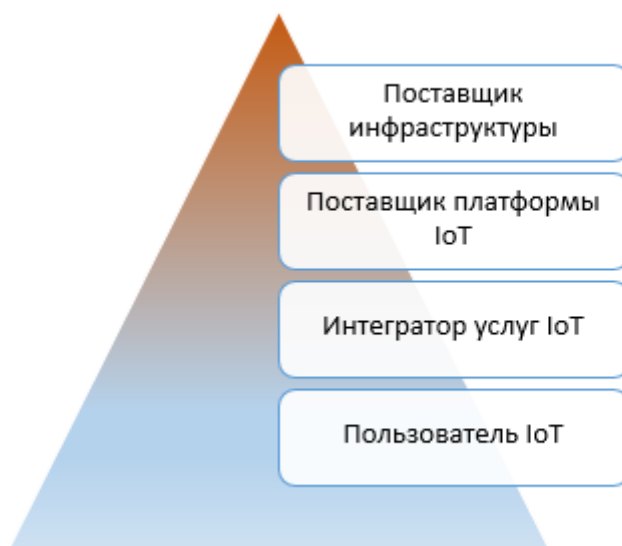 Поставщик
инфраструктуры
Поставщик платформы
IoT
Интегратор услуг IoT
Пользователь IoT